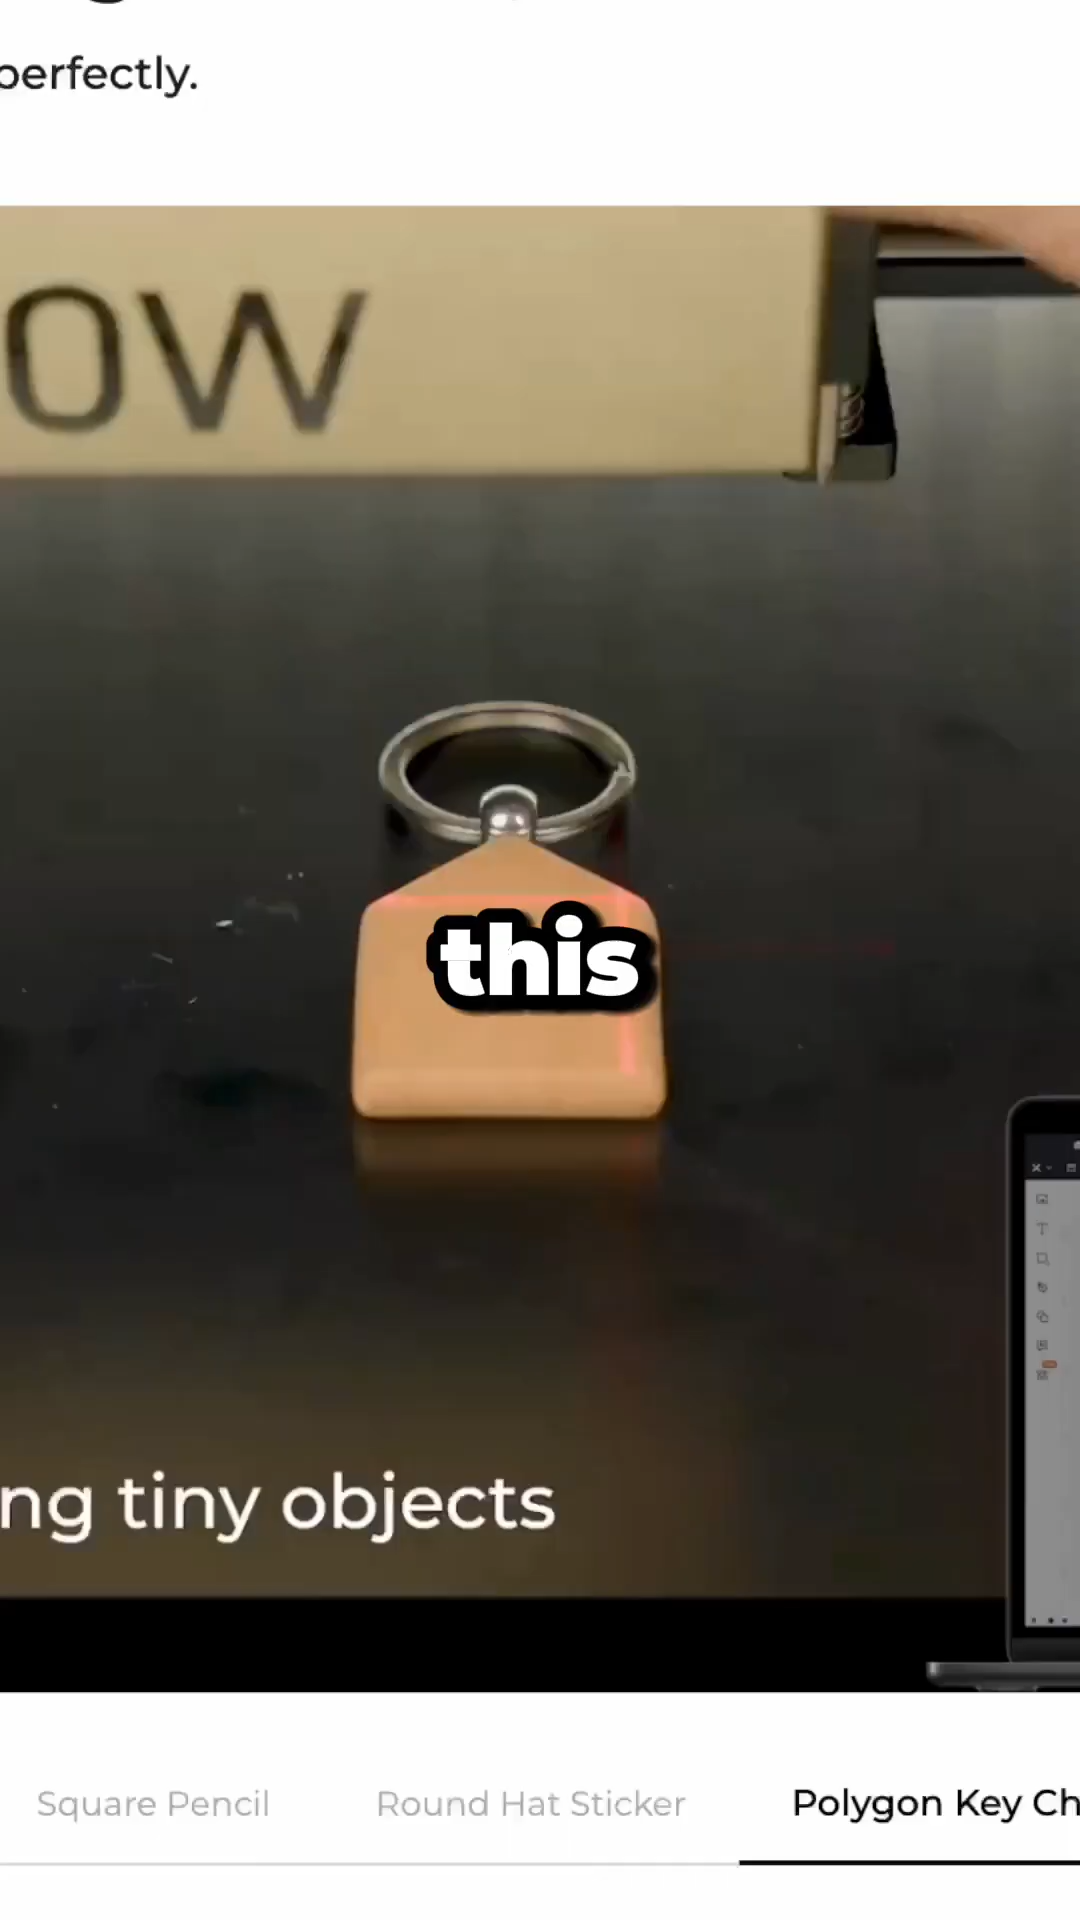 perfectly.
OW
this
ng tiny objects
Square Pencil
Round Hat Sticker
Polygon Key Ch